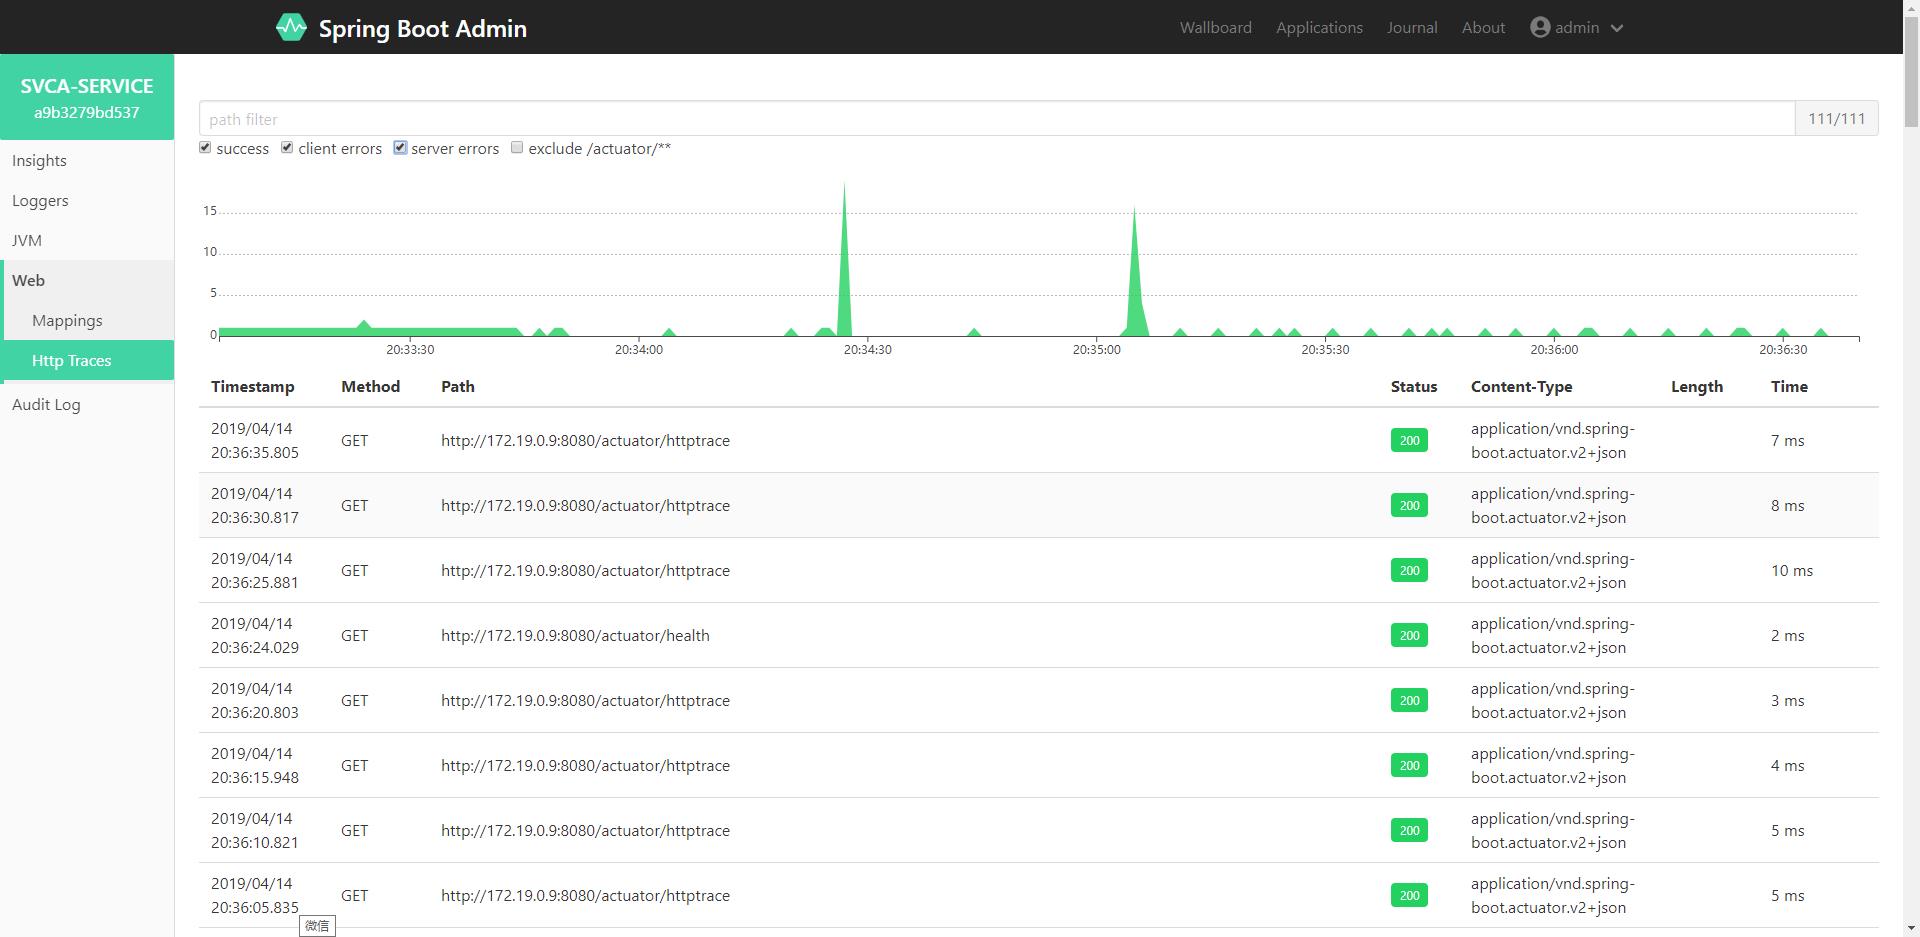 Spring Boot Admin
Wallboard Applications Journal About admin
SVCA-SERVICE
a9b3279bd537
Insights
Loggers
JVM
Web
Mappings
Http Traces
Audit Log
path filter 111/111
success client errors server errors exclude /actuator/**
15
10
5
0
20:33:30 20:34:00 20:34:30 20:35:00 20:35:30 20:36:00 20:36:30
Timestamp Method Path Status Content-Type Length Time
2019/04/14
20:36:35.805
GET http://172.19.0.9:8080/actuator/httptrace 200
application/vnd.spring-
boot.actuator.v2+json
7 ms
2019/04/14
20:36:30.817
GET http://172.19.0.9:8080/actuator/httptrace 200
application/vnd.spring-
boot.actuator.v2+json
8 ms
2019/04/14
20:36:25.881
GET http://172.19.0.9:8080/actuator/httptrace 200
application/vnd.spring-
boot.actuator.v2+json
10 ms
2019/04/14
20:36:24.029
GET http://172.19.0.9:8080/actuator/health 200
application/vnd.spring-
boot.actuator.v2+json
2 ms
2019/04/14
20:36:20.803
GET http://172.19.0.9:8080/actuator/httptrace 200
application/vnd.spring-
boot.actuator.v2+json
3 ms
2019/04/14
20:36:15.948
GET http://172.19.0.9:8080/actuator/httptrace 200
application/vnd.spring-
boot.actuator.v2+json
4 ms
2019/04/14
20:36:10.821
GET http://172.19.0.9:8080/actuator/httptrace 200
application/vnd.spring-
boot.actuator.v2+json
5 ms
2019/04/14
20:36:05.835
GET http://172.19.0.9:8080/actuator/httptrace 200
application/vnd.spring-
boot.actuator.v2+json
5 ms
微信